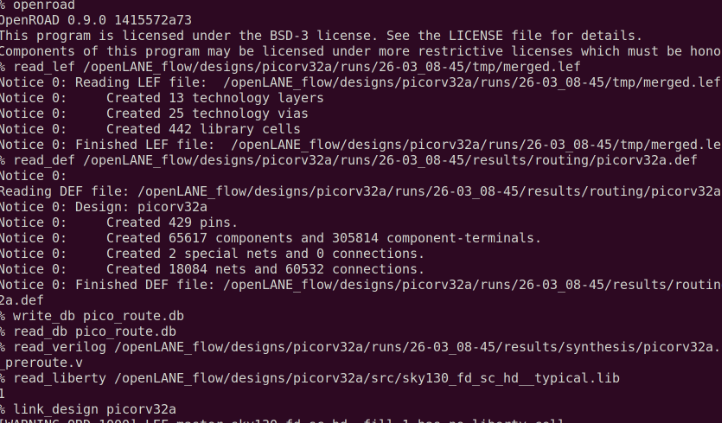 % openroad
OpenROAD 0.9.0 1415572a73
This program is licensed under the BSD-3 license. See the LICENSE file for details.
Components of this program may be licensed under more restrictive licenses which must be hono
% read_lef /openLANE_flow/designs/picorv32a/runs/26-03_08-45/tmp/merged.lef
Notice 0: Reading LEF file:  /openLANE_flow/designs/picorv32a/runs/26-03_08-45/tmp/merged.lef
Notice 0:     Created 13 technology layers
Notice 0:     Created 25 technology vias
Notice 0:     Created 442 library cells
Notice 0: Finished LEF file:  /openLANE_flow/designs/picorv32a/runs/26-03_08-45/tmp/merged.le
% read_def /openLANE_flow/designs/picorv32a/runs/26-03_08-45/results/routing/picorv32a.def
Notice 0:
Reading DEF file: /openLANE_flow/designs/picorv32a/runs/26-03_08-45/results/routing/picorv32a
Notice 0: Design: picorv32a
Notice 0:     Created 429 pins.
Notice 0:     Created 65617 components and 305814 component-terminals.
Notice 0:     Created 2 special nets and 0 connections.
Notice 0:     Created 18084 nets and 60532 connections.
Notice 0: Finished DEF file: /openLANE_flow/designs/picorv32a/runs/26-03_08-45/results/routin
2a.def
% write_db pico_route.db
% read_db pico_route.db
% read_verilog /openLANE_flow/designs/picorv32a/runs/26-03_08-45/results/synthesis/picorv32a.
_preroute.v
% read_liberty /openLANE_flow/designs/picorv32a/src/sky130_fd_sc_hd__typical.lib
1
% link_design picorv32a